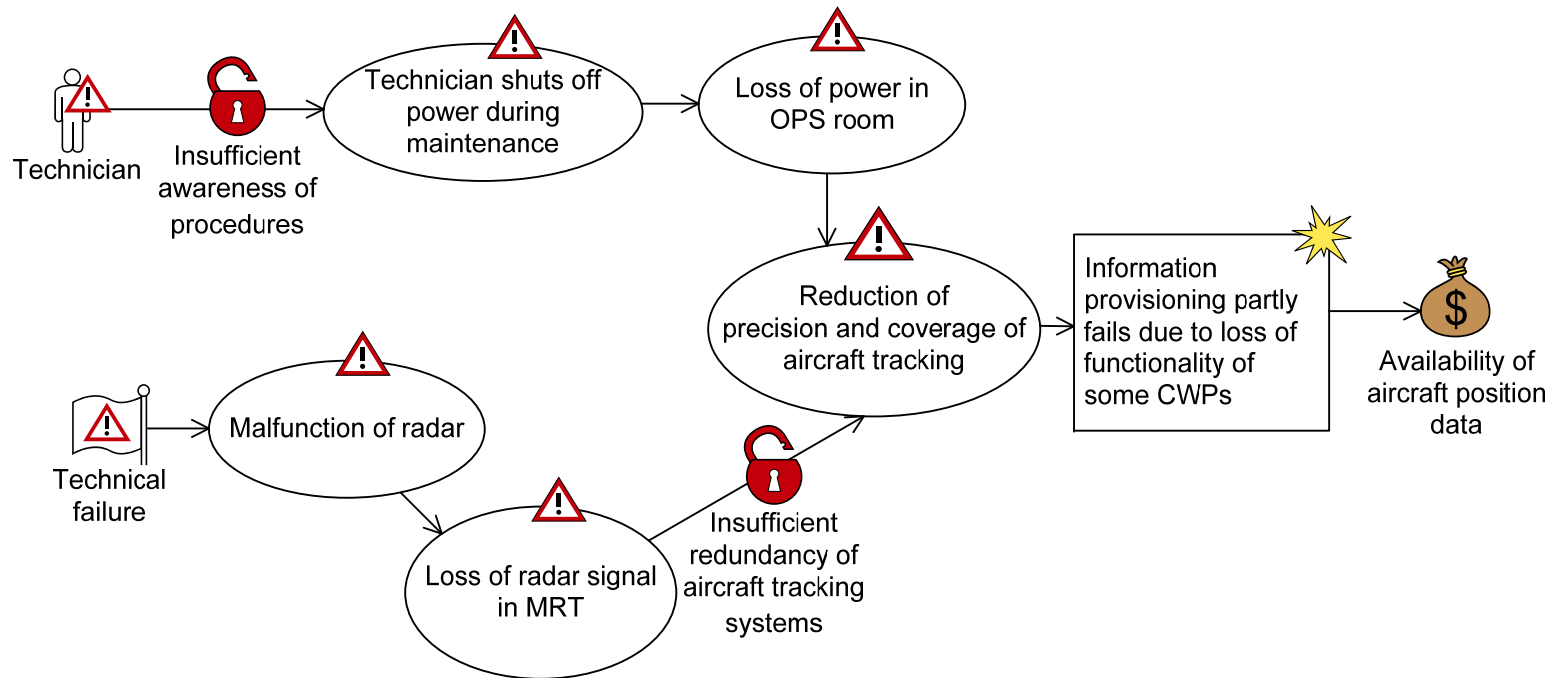 Technician
Insufficient
awareness of
procedures
Technician shuts off
power during
maintenance
Loss of power in
OPS room
Reduction of
precision and coverage of
aircraft tracking
Information
provisioning partly
fails due to loss of
functionality of
some CWPs
$
Availability of
aircraft position
data
Technical
failure
Malfunction of radar
Loss of radar signal
in MRT
Insufficient
redundancy of
aircraft tracking
systems